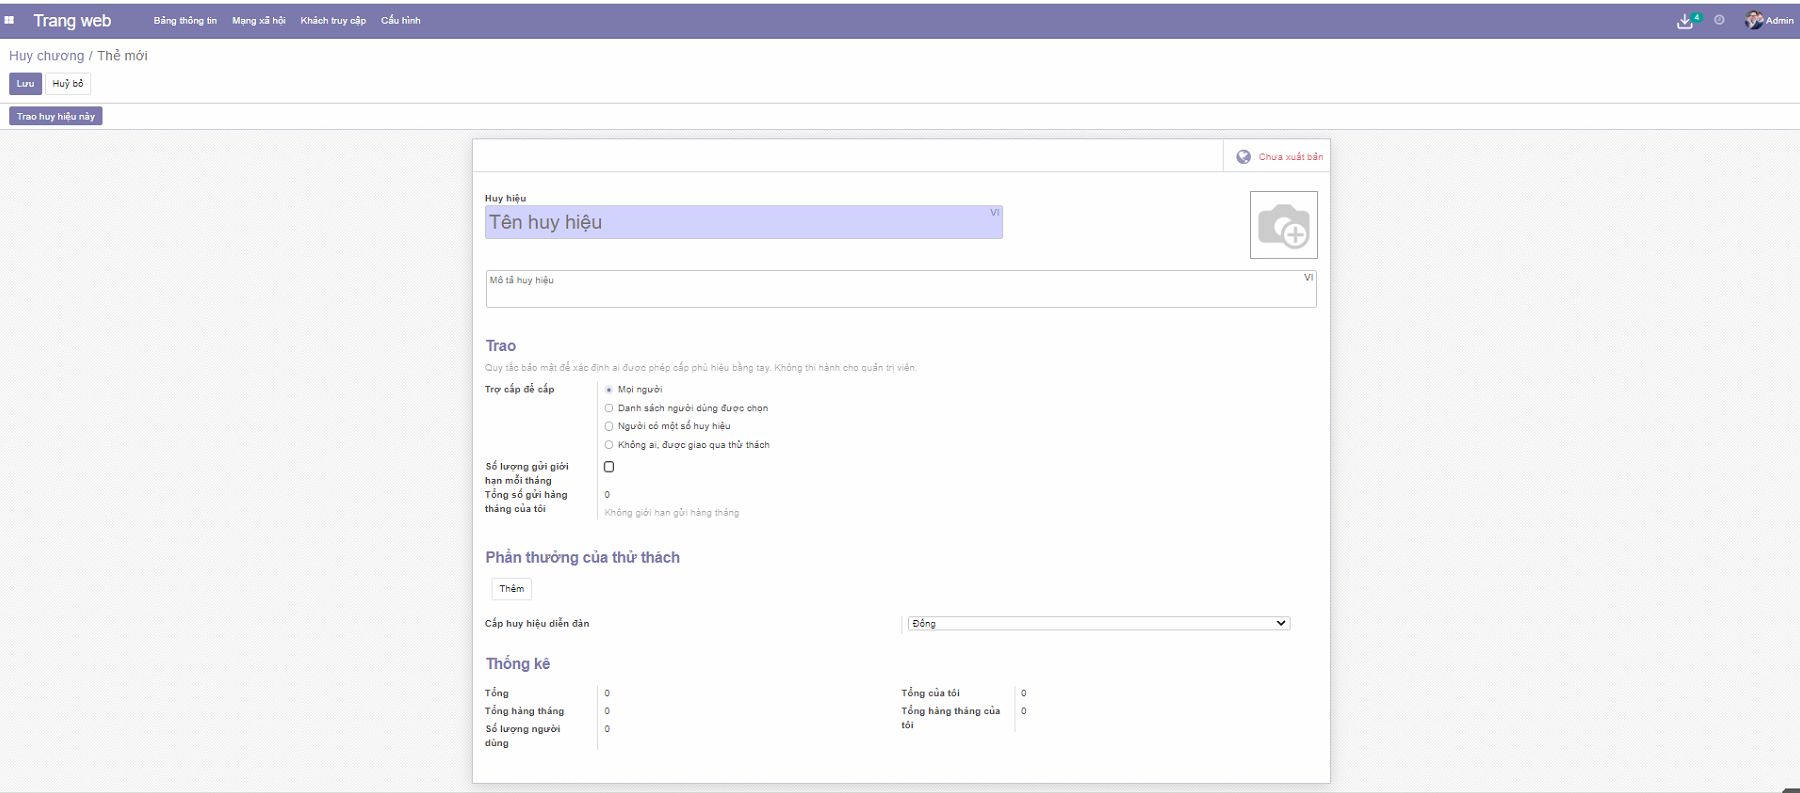 Trang web
Bảng thông tin
Mạng xã hội
Khách truy cập
Cấu hình
4
Admin
Huy chương / Thẻ mới
Lưu
Huỷ bỏ
Trao huy hiệu này
Chưa xuất bản
Huy hiệu
Tên huy hiệu
VI
Mô tả huy hiệu
VI
Trao
Quy tắc bảo mật để xác định ai được phép cấp phù hiệu bằng tay. Không thi hành cho quản trị viên.
Trợ cấp để cấp
Mọi người
Danh sách người dùng được chọn
Người có một số huy hiệu
Không ai, được giao qua thử thách
Số lượng gửi giới
hạn mỗi tháng
Tổng số gửi hàng
tháng của tôi
0
Không giới hạn gửi hàng tháng
Phần thưởng của thử thách
Thêm
Cấp huy hiệu diễn đàn
Đồng
Thống kê
Tổng
0
Tổng của tôi
0
Tổng hàng tháng
0
Tổng hàng tháng của
tôi
0
Số lượng người
dùng
0